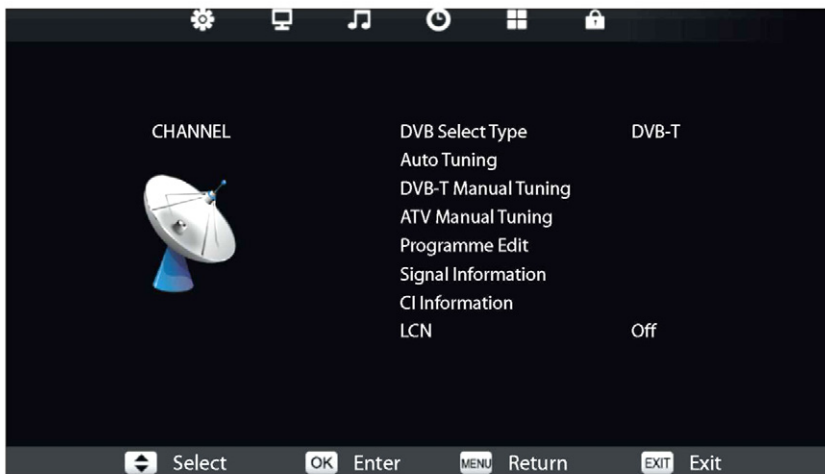 CHANNEL
DVB Select Type DVB-T
Auto Tuning
DVB-T Manual Tuning
ATV Manual Tuning
Programme Edit
Signal Information
CI Information
LCN Off
Select OK Enter MENU Return EXIT Exit